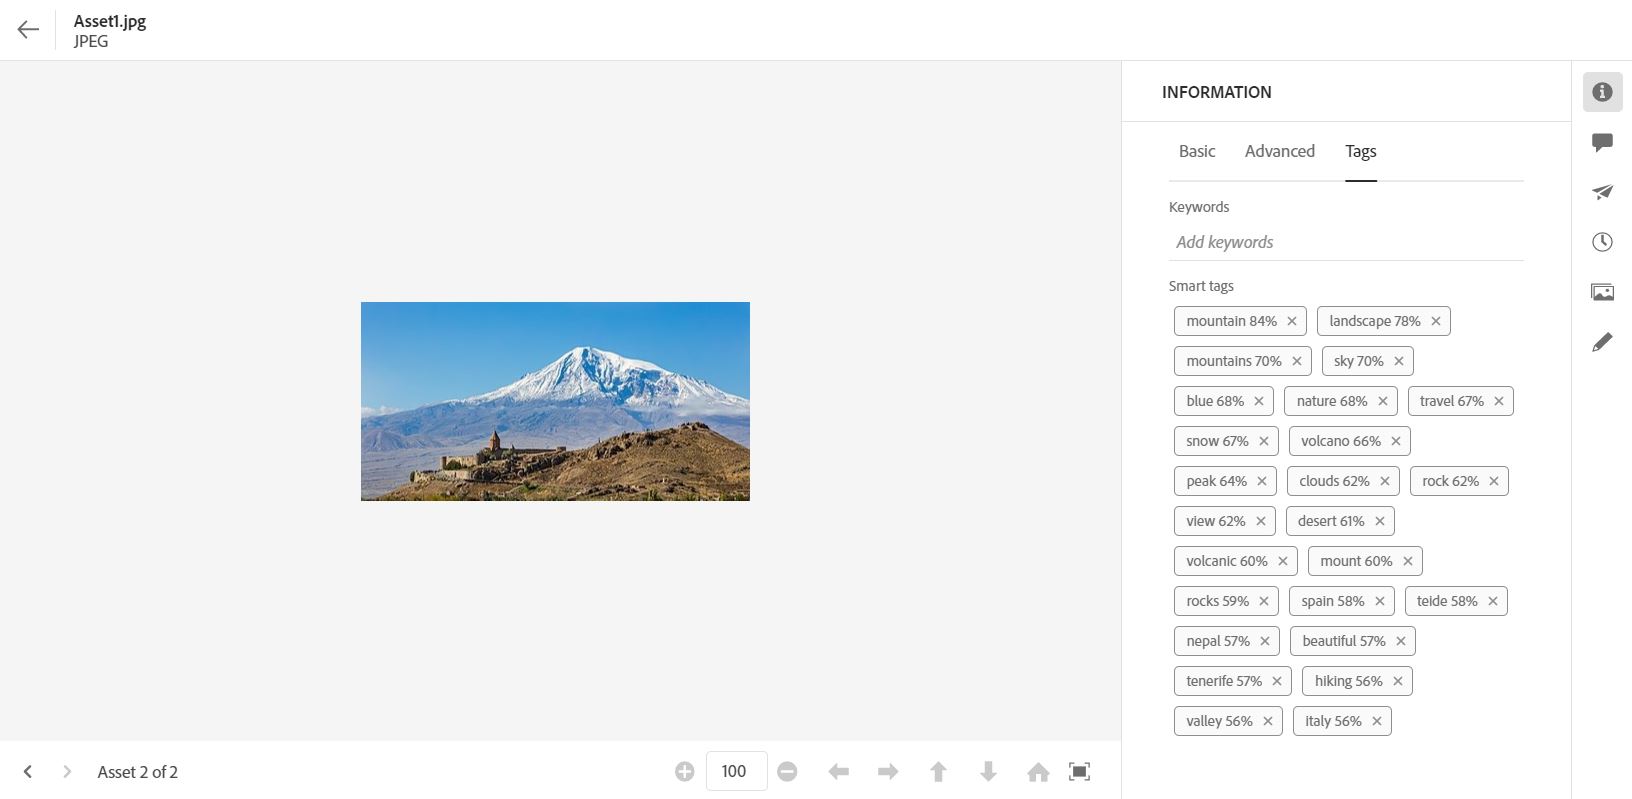 Asset1.jpg
JPEG
INFORMATION
Basic Advanced Tags
Keywords
Add keywords
Smart tags
mountain 84% landscape 78%
mountains 70% sky 70%
blue 68% nature 68% travel 67%
snow 67% volcano 66%
peak 64% clouds 62% rock 62%
view 62% desert 61%
volcanic 60% mount 60%
rocks 59% spain 58% teide 58%
nepal 57% beautiful 57%
tenerife 57% hiking 56%
valley 56% italy 56%
Asset 2 of 2
100